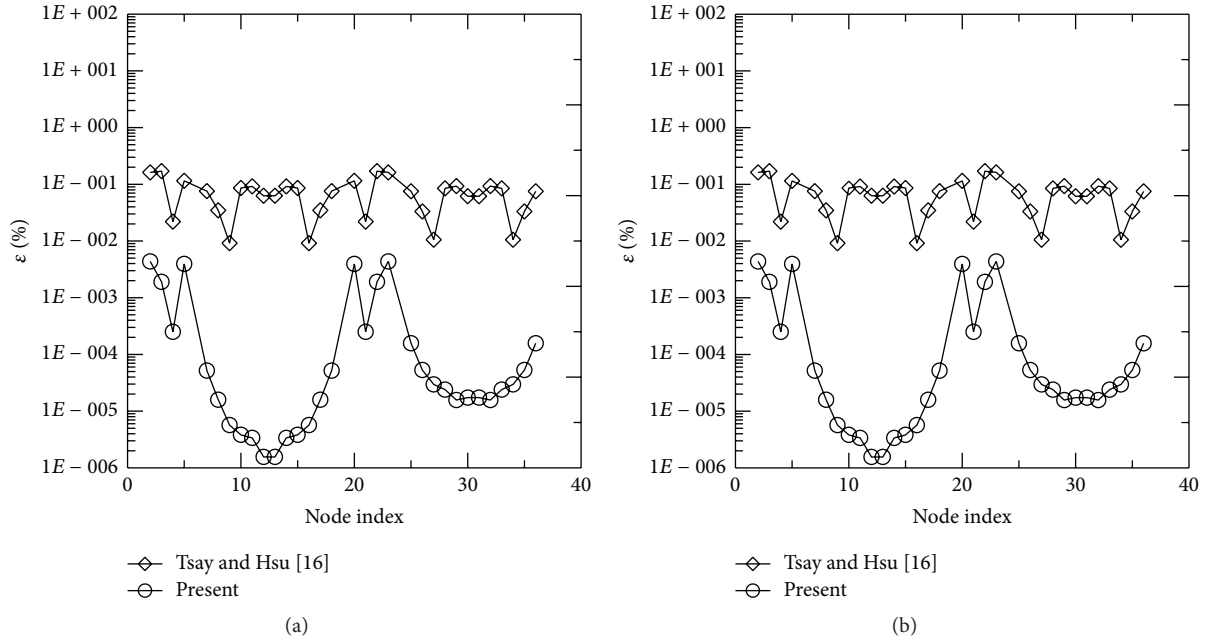 1E + 002
1E + 001
1E + 000
1E − 001
1E − 002
1E − 003
1E − 004
1E − 005
1E − 006
ε (%)
0 10 20 30 40
Node index
Tsay and Hsu [16]
Present
(a)
1E + 002
1E + 001
1E + 000
1E − 001
1E − 002
1E − 003
1E − 004
1E − 005
1E − 006
ε (%)
0 10 20 30 40
Node index
Tsay and Hsu [16]
Present
(b)